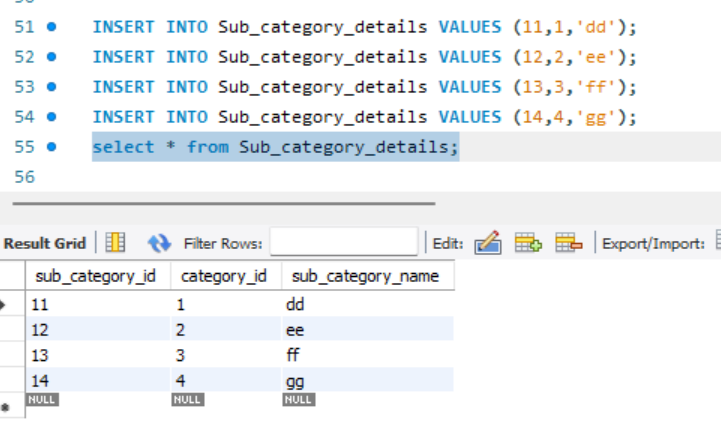 51 INSERT INTO Sub_category_details VALUES (11,1,'dd');
52 INSERT INTO Sub_category_details VALUES (12,2,'ee');
53 INSERT INTO Sub_category_details VALUES (13,3,'ff');
54 INSERT INTO Sub_category_details VALUES (14,4,'gg');
55 select * from Sub_category_details;
56
Result Grid Filter Rows: Edit: Export/Import:
sub_category_id category_id sub_category_name
11 1 dd
12 2 ee
13 3 ff
14 4 gg
NULL NULL NULL